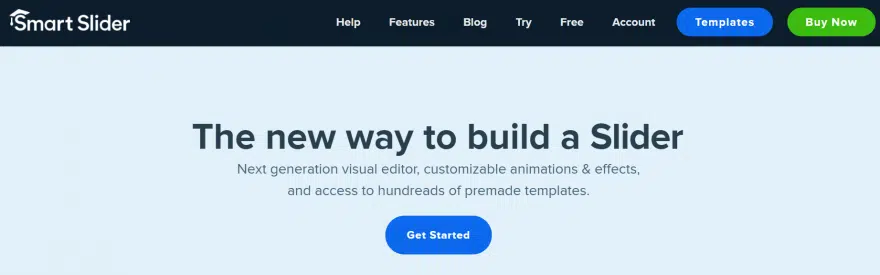 Smart Slider
Help Features Blog Try Free Account Templates Buy Now
The new way to build a Slider
Next generation visual editor, customizable animations & effects,
and access to hundreds of premade templates.
Get Started